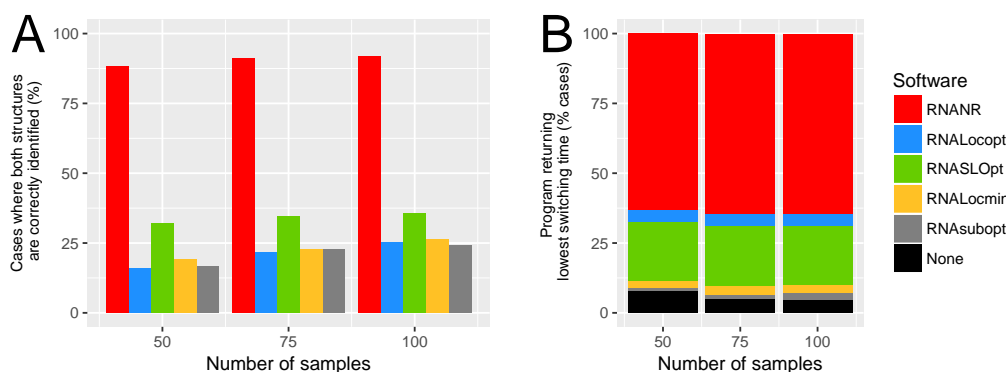 A
Cases where both structures
are correctly identified (%)
100
75
50
25
0
50
75
100
Number of samples
B
Program returning
lowest switching time (% cases)
100
75
50
25
0
50
75
100
Number of samples
Software
RNANR
RNALocopt
RNASLOpt
RNALocmin
RNAsubopt
None